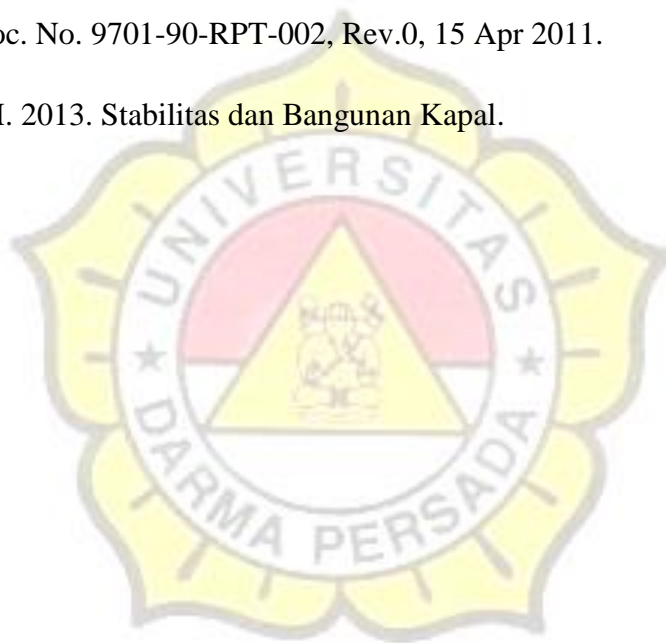 oc. No. 9701-90-RPT-002, Rev.0, 15 Apr 2011.
. 2013. Stabilitas dan Bangunan Kapal.
UNIVERSITAS
DARMA PERSADA